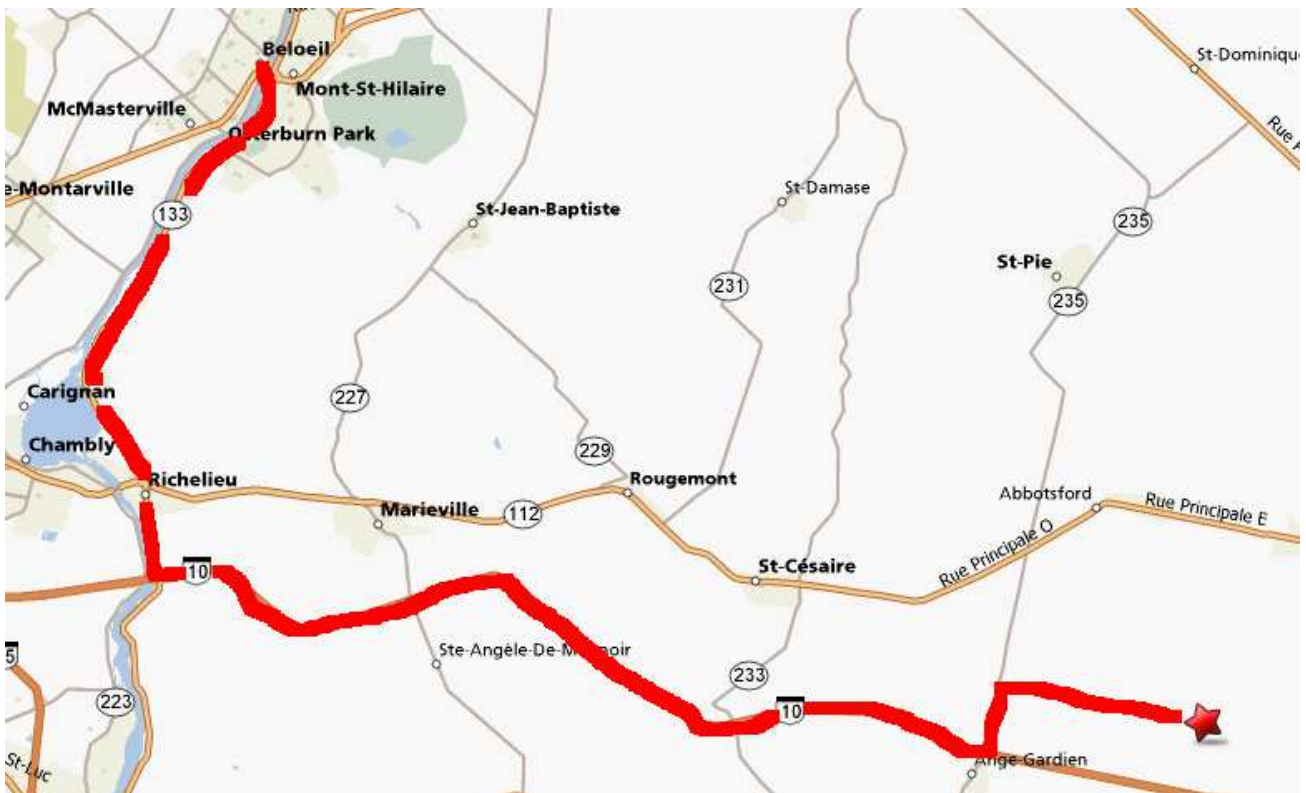 Beloeil
St-Dominique
Mont-St-Hilaire
McMasterville
Otterburn Park
Rue
e-Montarville
St-Damase
133
St-Jean-Baptiste
235
St-Pie
231
235
Carignan
227
Chambly
229
Richelieu
Rougemont
Abbotsford
Marieville
112
Rue Principale E
Rue Principale O
St-Césaire
10
Ste-Angèle-De-Monnoir
5
233
223
10
St-Luc
Ange-Gardien